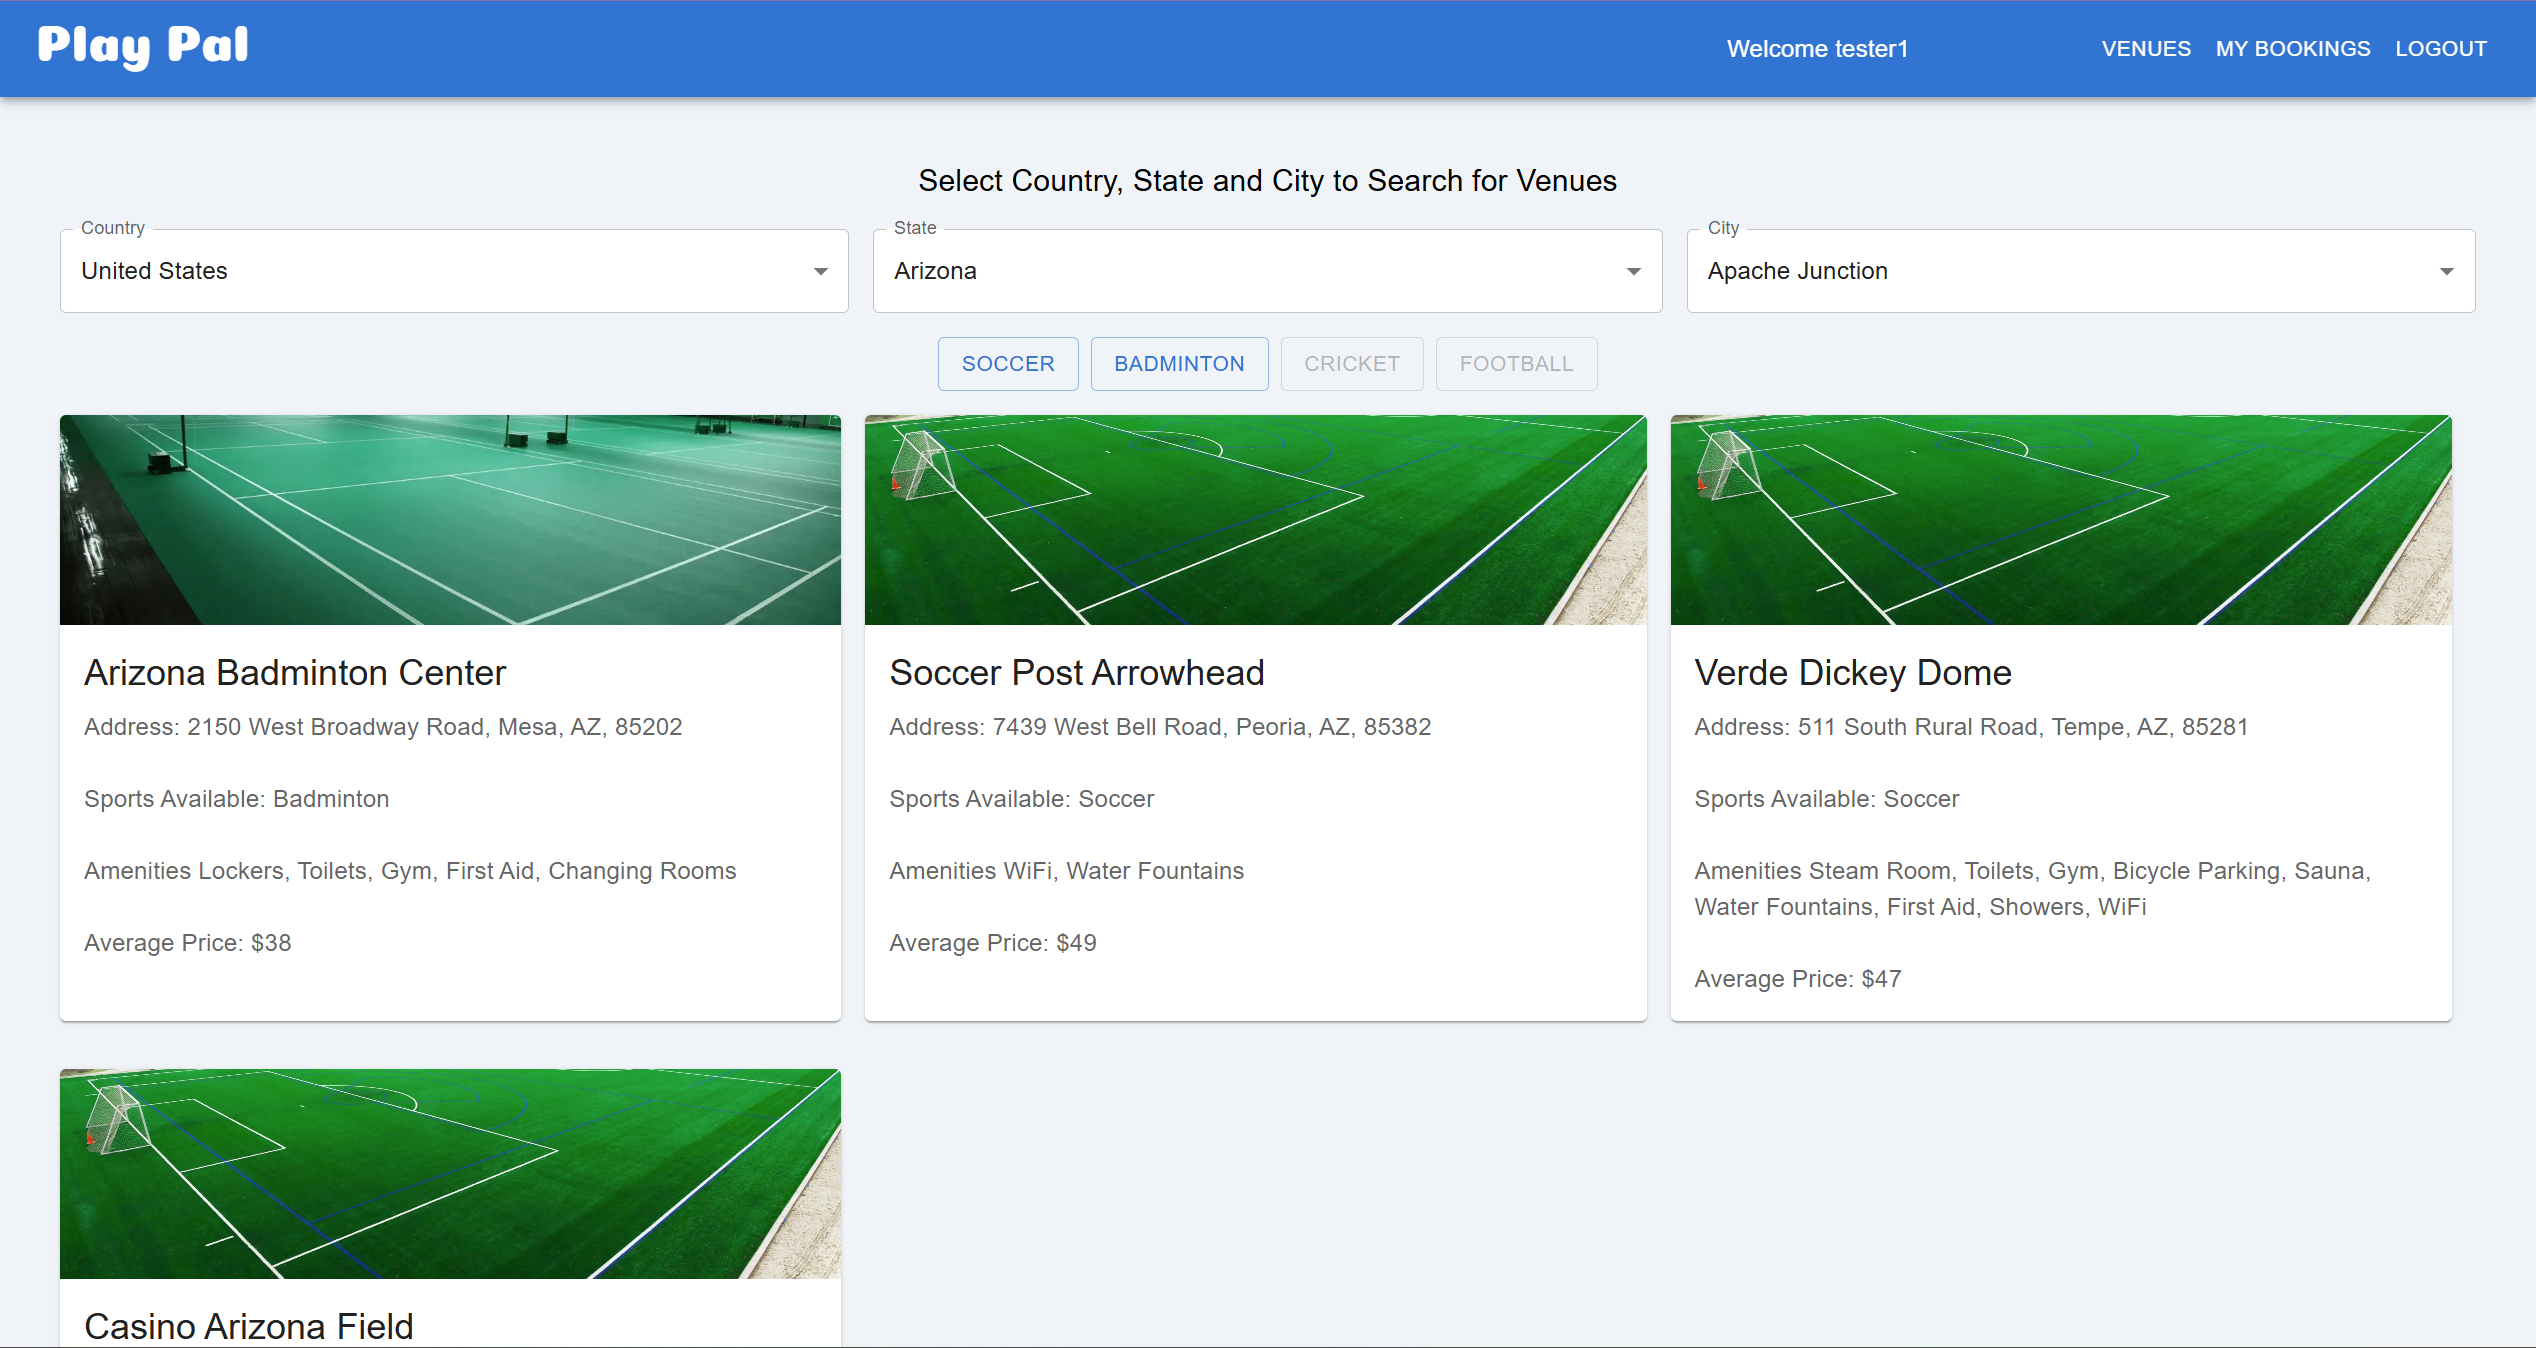 Play Pal
Welcome tester1
VENUES MY BOOKINGS LOGOUT
Select Country, State and City to Search for Venues
Country
United States
State
Arizona
City
Apache Junction
SOCCER BADMINTON CRICKET FOOTBALL
Arizona Badminton Center
Address: 2150 West Broadway Road, Mesa, AZ, 85202
Sports Available: Badminton
Amenities Lockers, Toilets, Gym, First Aid, Changing Rooms
Average Price: $38
Soccer Post Arrowhead
Address: 7439 West Bell Road, Peoria, AZ, 85382
Sports Available: Soccer
Amenities WiFi, Water Fountains
Average Price: $49
Verde Dickey Dome
Address: 511 South Rural Road, Tempe, AZ, 85281
Sports Available: Soccer
Amenities Steam Room, Toilets, Gym, Bicycle Parking, Sauna,
Water Fountains, First Aid, Showers, WiFi
Average Price: $47
Casino Arizona Field